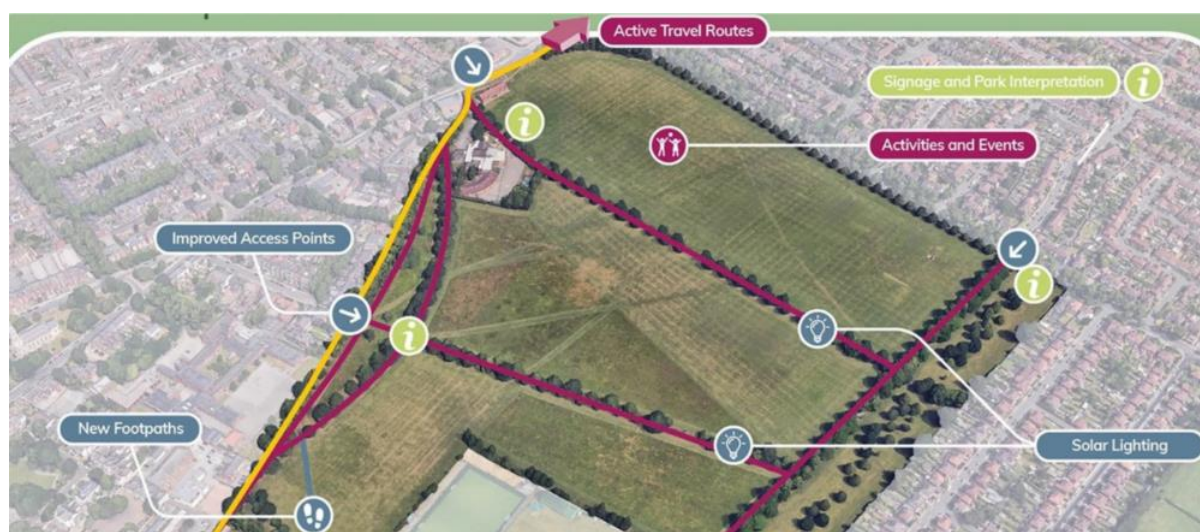 Active Travel Routes
Signage and Park Interpretation
Activities and Events
Improved Access Points
New Footpaths
Solar Lighting